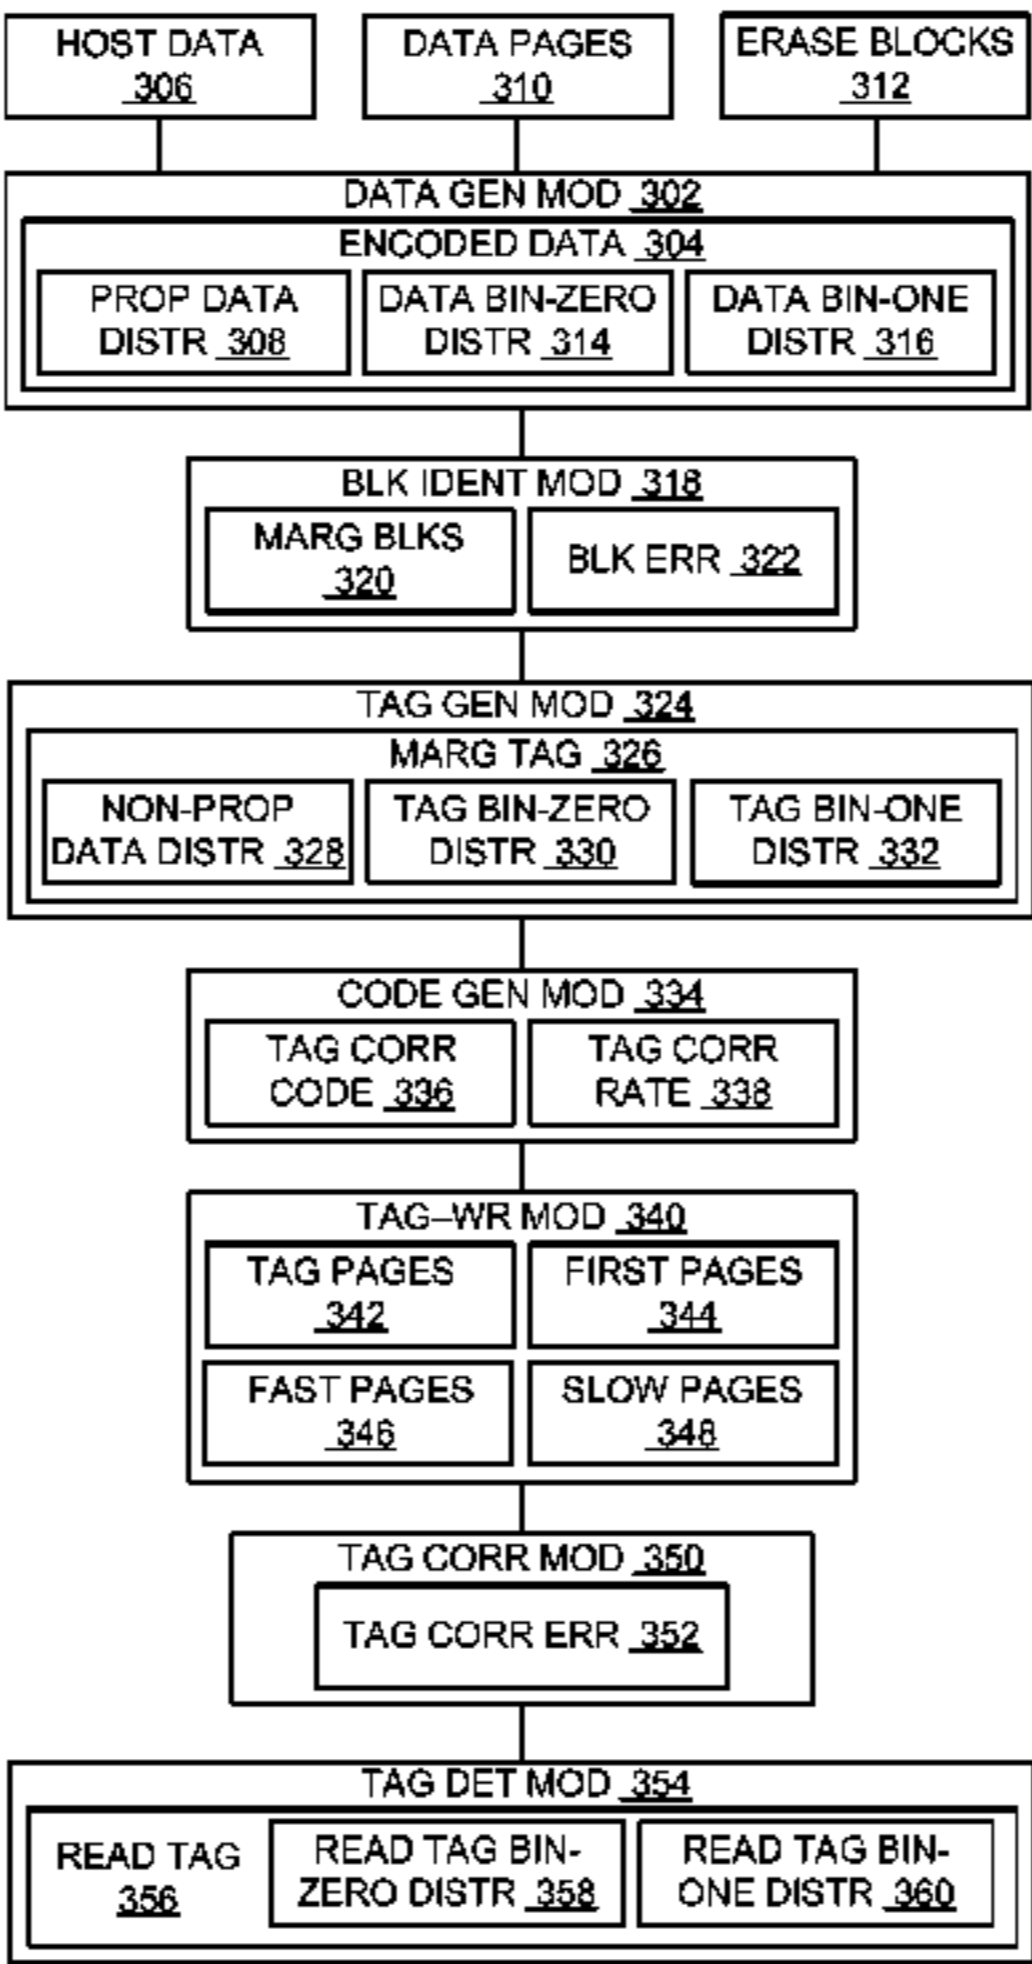 HOST DATA
306
DATA PAGES
310
ERASE BLOCKS
312
DATA GEN MOD 302
ENCODED DATA 304
PROP DATA
DISTR 308
DATA BIN-ZERO
DISTR 314
DATA BIN-ONE
DISTR 316
BLK IDENT MOD 318
MARG BLKS
320
BLK ERR 322
TAG GEN MOD 324
MARG TAG 326
NON-PROP
DATA DISTR 328
TAG BIN-ZERO
DISTR 330
TAG BIN-ONE
DISTR 332
CODE GEN MOD 334
TAG CORR
CODE 336
TAG CORR
RATE 338
TAG–WR MOD 340
TAG PAGES
342
FIRST PAGES
344
FAST PAGES
346
SLOW PAGES
348
TAG CORR MOD 350
TAG CORR ERR 352
TAG DET MOD 354
READ TAG
356
READ TAG BIN-
ZERO DISTR 358
READ TAG BIN-
ONE DISTR 360